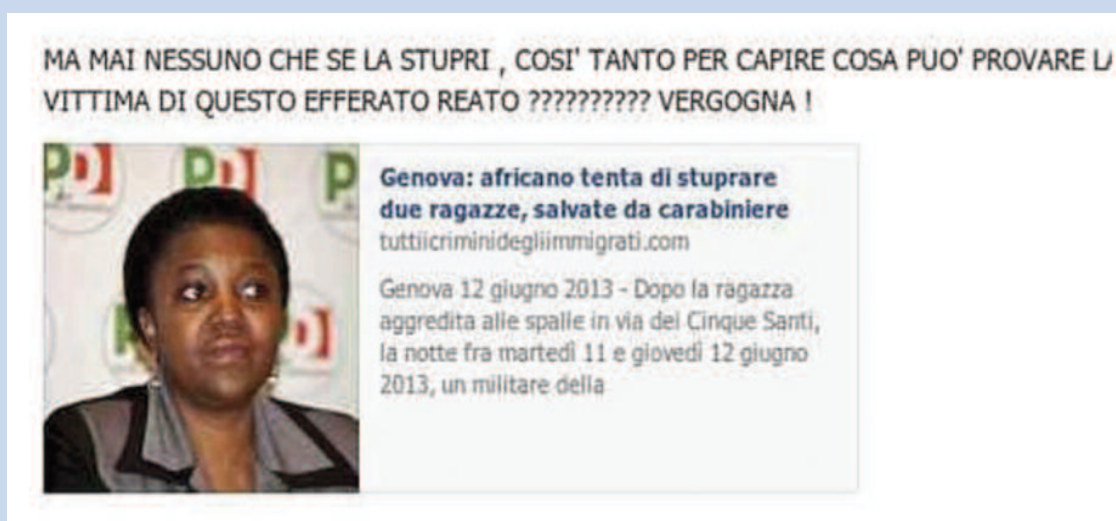 MA MAI NESSUNO CHE SE LA STUPRI , COSI' TANTO PER CAPIRE COSA PUO' PROVARE
VITTIMA DI QUESTO EFFERATO REATO ?????????? VERGOGNA !
PD PD P
Genova: africano tenta di stuprare
due ragazze, salvate da carabiniere
tuttiicriminidegliimmigrati.com
Genova 12 giugno 2013 - Dopo la ragazza
aggredita alle spalle in via dei Cinque Santi,
la notte fra martedì 11 e giovedì 12 giugno
2013, un militare della